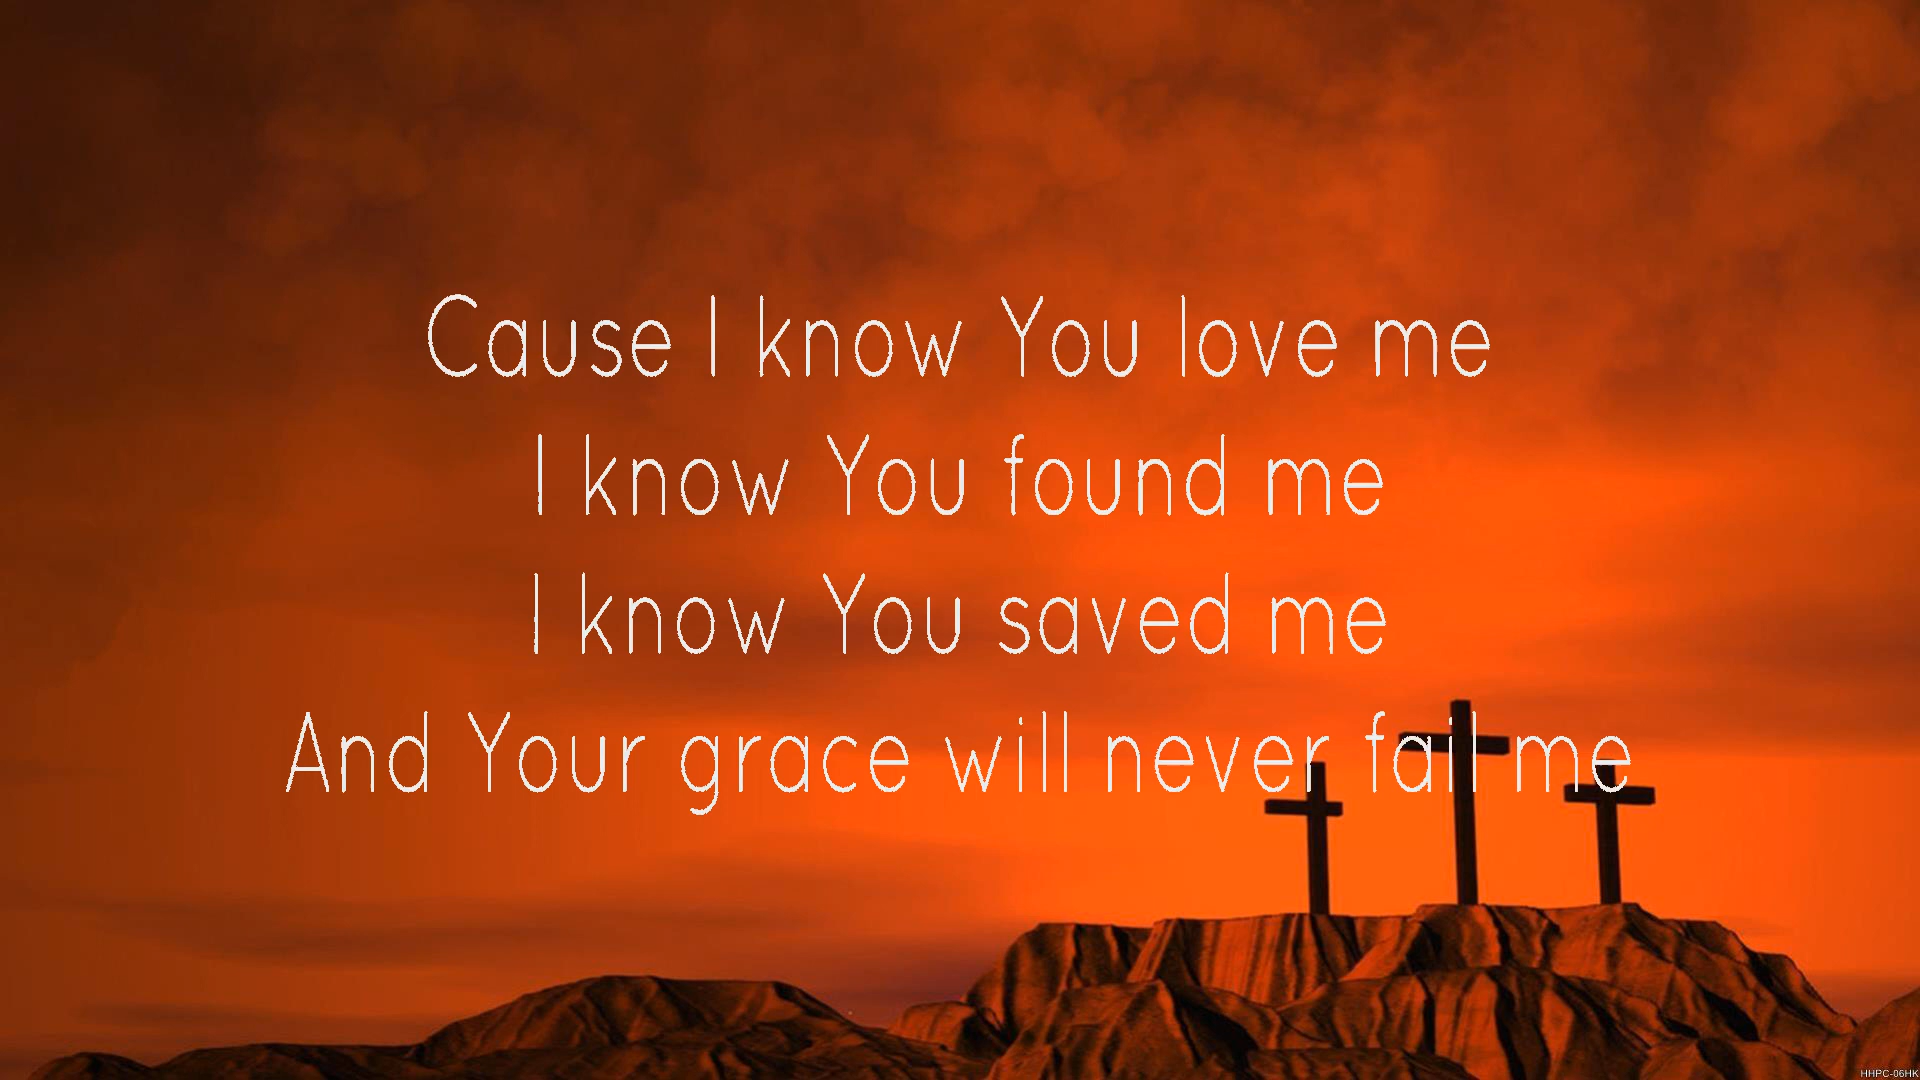 Cause I know You love me
I know You found me
I know You saved me
And Your grace will never fail me
HHPC-06HK